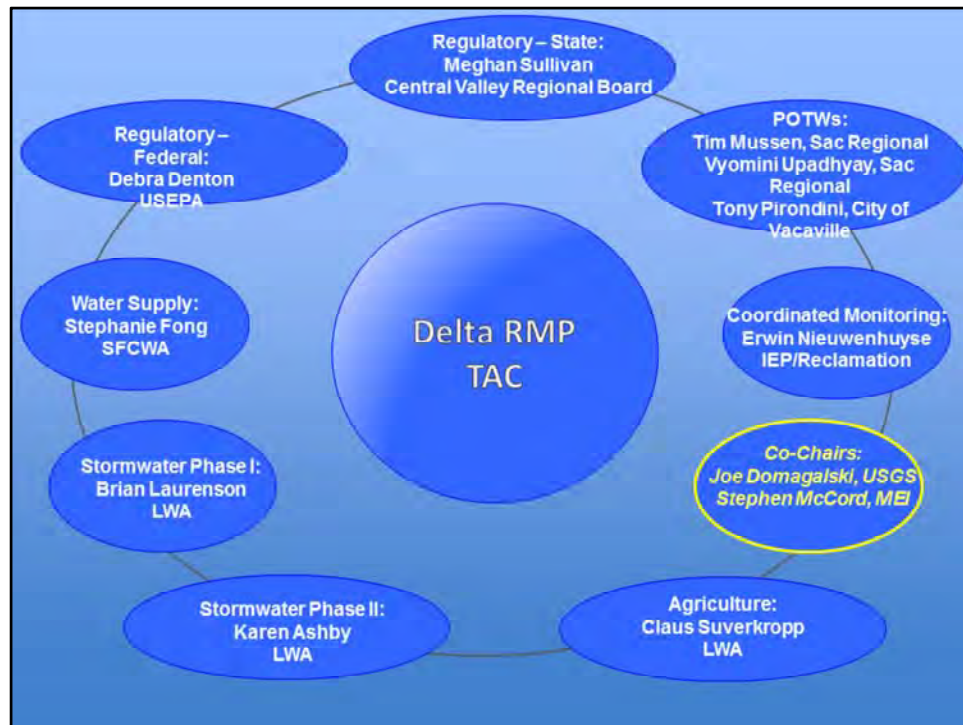 Regulatory – State:
Meghan Sullivan
Central Valley Regional Board
POTWs:
Tim Mussen, Sac Regional
Vyomini Upadhyay, Sac
Regional
Tony Pirondini, City of
Vacaville
Coordinated Monitoring:
Erwin Nieuwenhuyse
IEP/Reclamation
Co-Chairs:
Joe Domagalski, USGS
Stephen McCord, MEI
Agriculture:
Claus Suverkropp
LWA
Stormwater Phase II:
Karen Ashby
LWA
Stormwater Phase I:
Brian Laurenson
LWA
Water Supply:
Stephanie Fong
SFCWA
Regulatory –
Federal:
Debra Denton
USEPA
Delta RMP
TAC